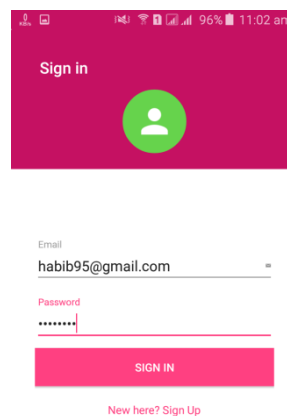 96% 11:02 am
Sign in
Email
habib95@gmail.com
Password
••••••••
SIGN IN
New here? Sign Up